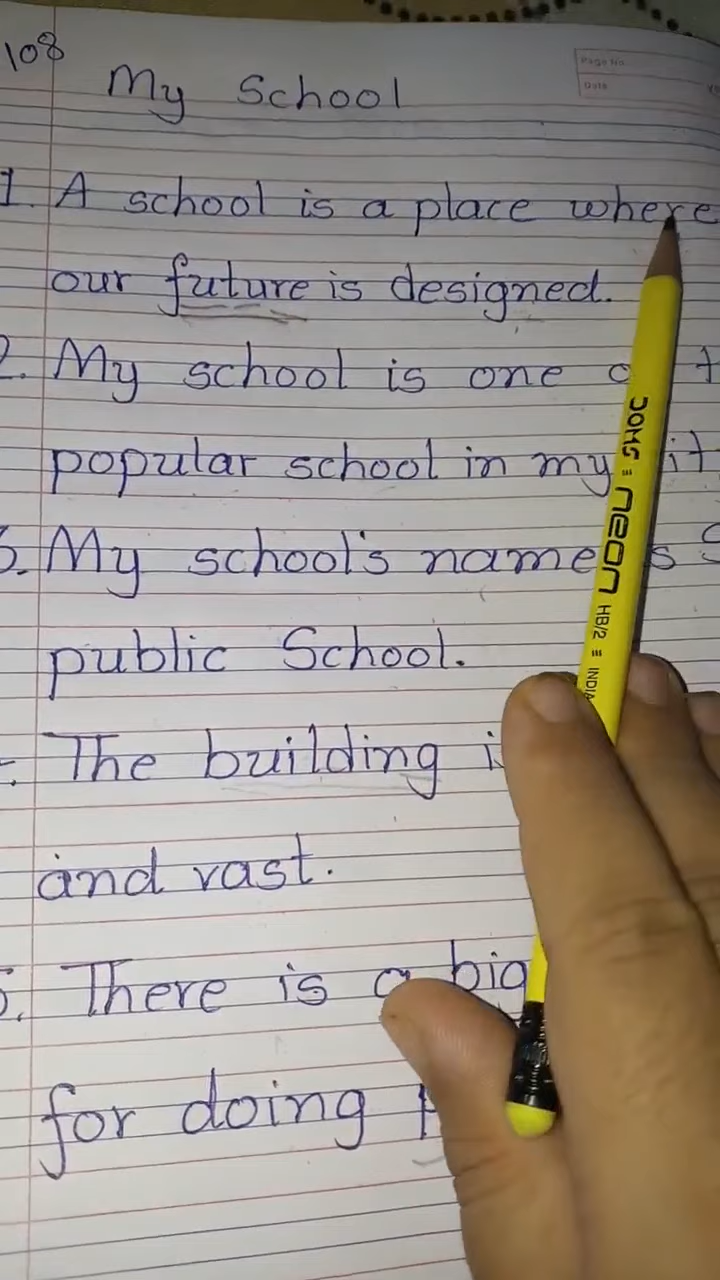 108
My School
Page No.
Date
1. A school is a place where
our future is designed.
2. My school is one
popular school in my
3. My school's name is
public School.
The building
and vast.
5. There is a big
for doing
DOMS neon HB/2 INDIA